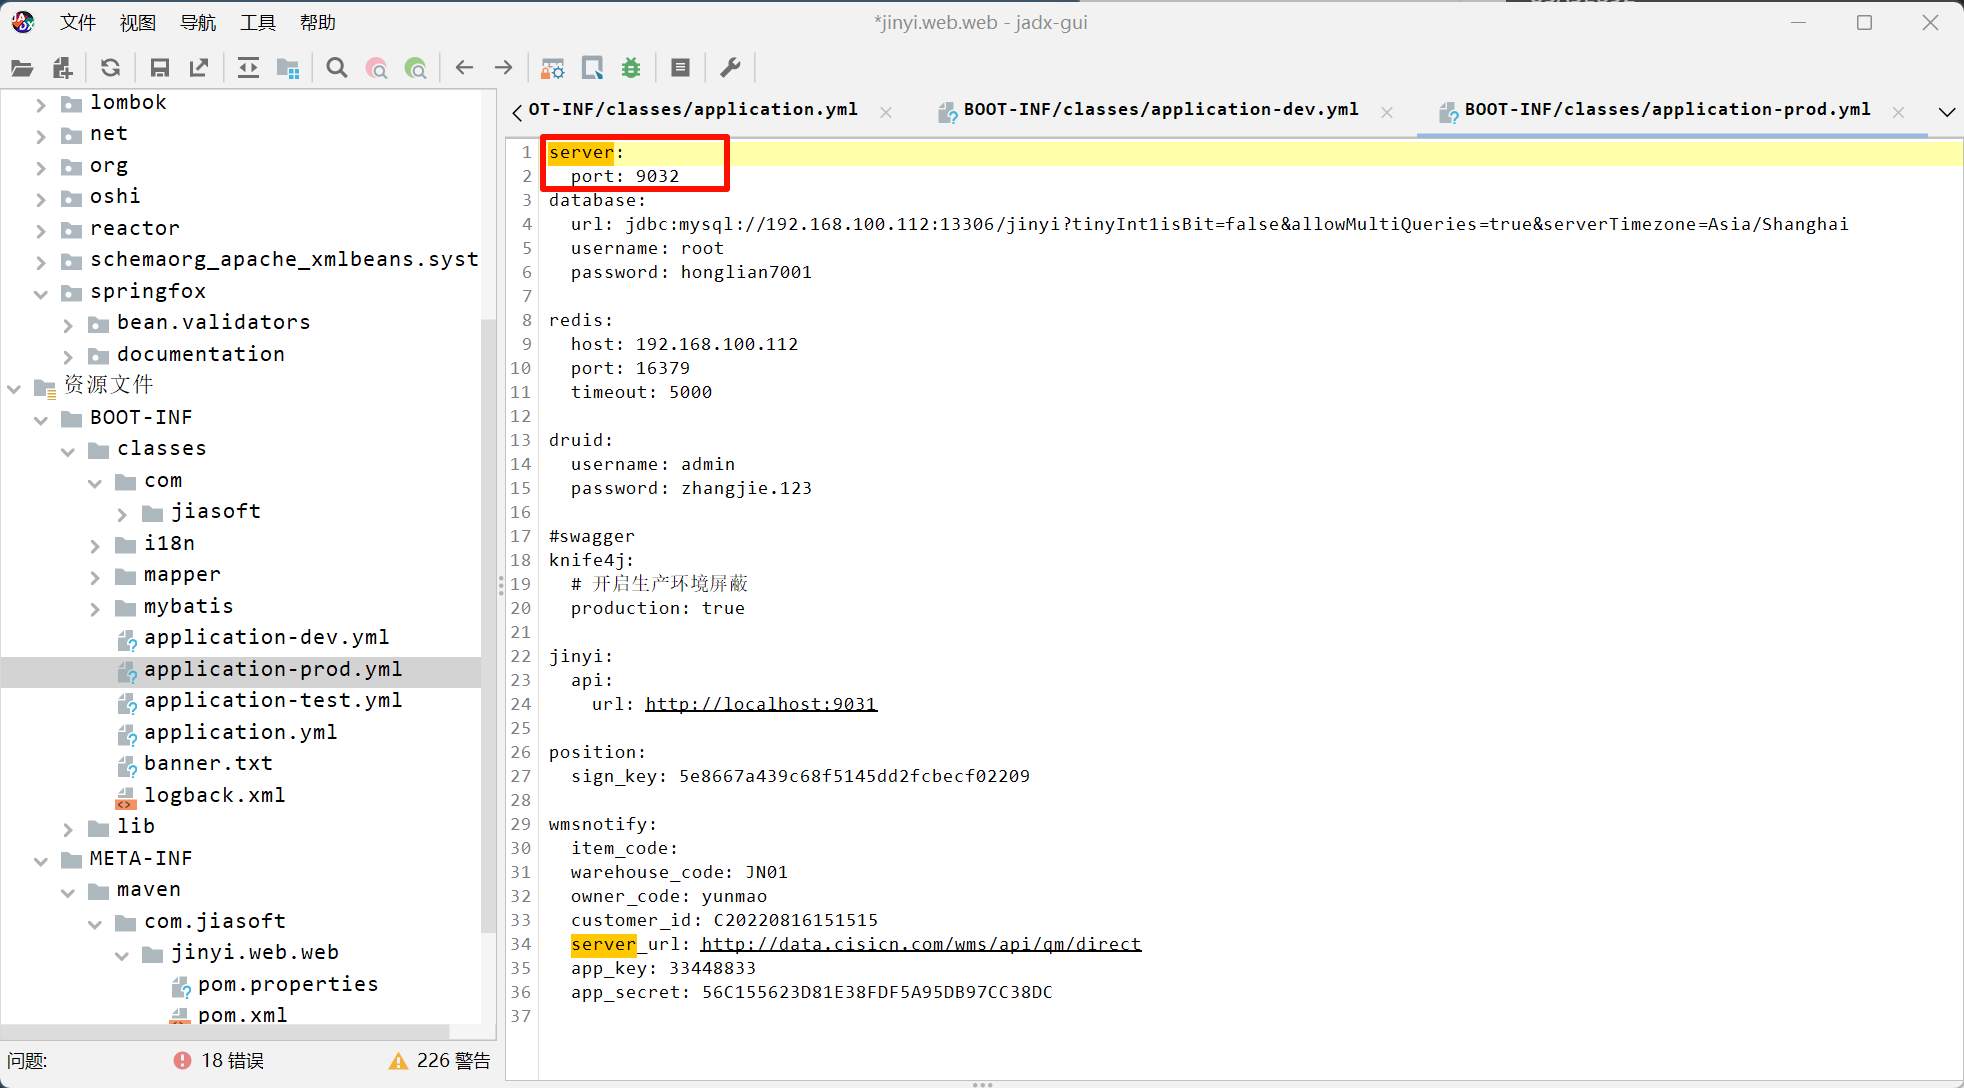 文件 视图 导航 工具 帮助
*jinyi.web.web - jadx-gui
lombok
net
org
oshi
reactor
schemaorg_apache_xmlbeans.syst
springfox
bean.validators
documentation
资源文件
BOOT-INF
classes
com
jiasoft
i18n
mapper
mybatis
application-dev.yml
application-prod.yml
application-test.yml
application.yml
banner.txt
logback.xml
lib
META-INF
maven
com.jiasoft
jinyi.web.web
pom.properties
pom.xml
问题: 18 错误 226 警告
OT-INF/classes/application.yml BOOT-INF/classes/application-dev.yml BOOT-INF/classes/application-prod.yml
1 server:
2 port: 9032
3 database:
4 url: jdbc:mysql://192.168.100.112:13306/jinyi?tinyInt1isBit=false&allowMultiQueries=true&serverTimezone=Asia/Shanghai
5 username: root
6 password: honglian7001
7
8 redis:
9 host: 192.168.100.112
10 port: 16379
11 timeout: 5000
12
13 druid:
14 username: admin
15 password: zhangjie.123
16
17 #swagger
18 knife4j:
19 # 开启生产环境屏蔽
20 production: true
21
22 jinyi:
23 api:
24 url: http://localhost:9031
25
26 position:
27 sign_key: 5e8667a439c68f5145dd2fcbecf02209
28
29 wmsnotify:
30 item_code:
31 warehouse_code: JN01
32 owner_code: yunmao
33 customer_id: C20220816151515
34 server_url: http://data.cisicn.com/wms/api/qm/direct
35 app_key: 33448833
36 app_secret: 56C155623D81E38FDF5A95DB97CC38DC
37